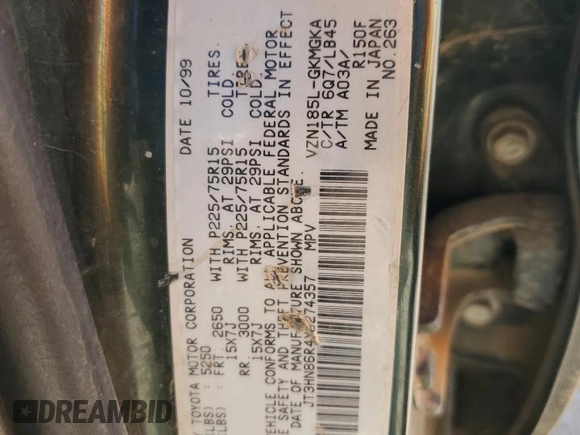 TOYOTA MOTOR CORPORATION DATE 10/99
(LBS) : 5250
(LBS) : FRT. 2650 WITH P225/75R15 TIRES.
15X7J RIMS. AT 29PSI COLD.
RR. 3000 WITH P225/75R15 TIRES.
15X7J RIMS. AT 29PSI COLD.
VEHICLE CONFORMS TO APPLICABLE FEDERAL MOTOR
SAFETY AND THEFT PREVENTION STANDARDS IN EFFECT
DATE OF MANUFACTURE SHOWN ABOVE.
MPV
VZN185L-GKMGKA
C/TR 6Q7/LB45
A/TM A03A/ R150F
MADE IN JAPAN
NO.263
DREAMBID